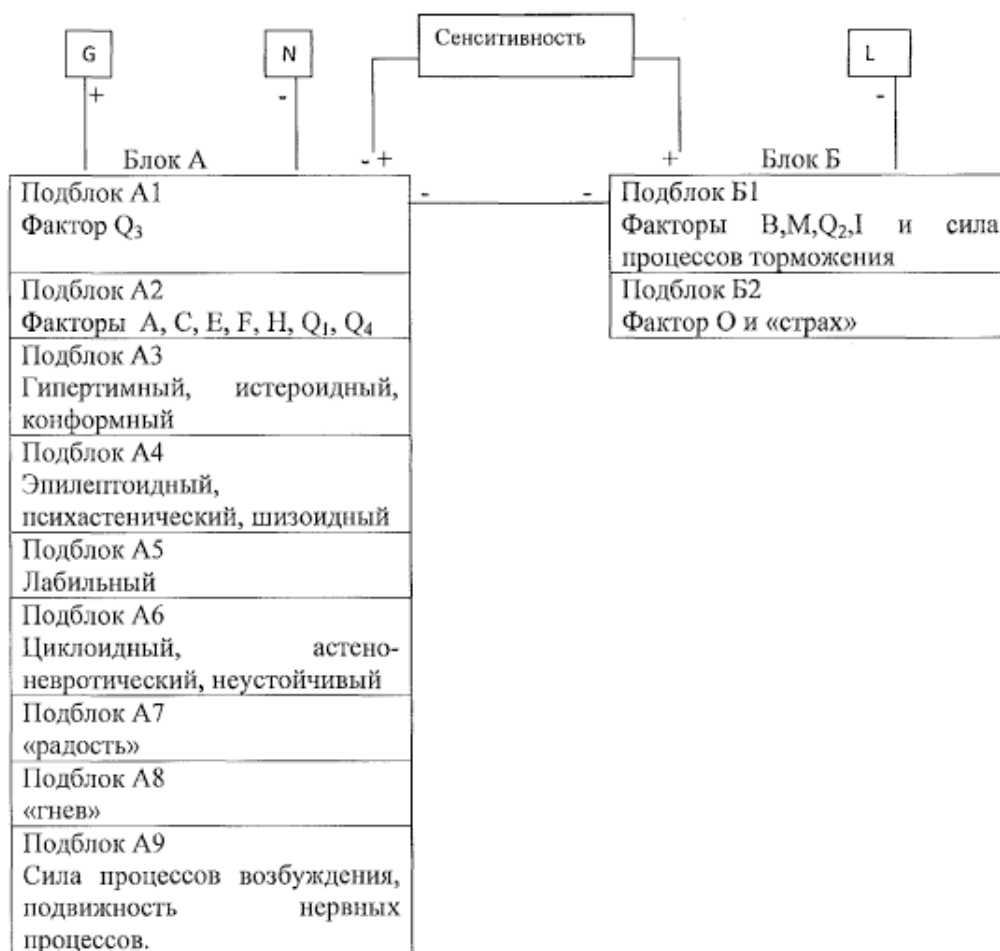 Сенситивность
G
N
L
+
-
-
Блок А
- +
+
Блок Б
Подблок А1
Фактор Q₃
-
-
Подблок Б1
Факторы B,M,Q₂,I и сила
процессов торможения
Подблок А2
Факторы A, C, E, F, H, Q₁, Q₄
Подблок Б2
Фактор О и «страх»
Подблок А3
Гипертимный, истероидный,
конформный
Подблок А4
Эпилептоидный,
психастенический, шизоидный
Подблок А5
Лабильный
Подблок А6
Циклоидный, астено-
невротический, неустойчивый
Подблок А7
«радость»
Подблок А8
«гнев»
Подблок А9
Сила процессов возбуждения,
подвижность нервных
процессов.